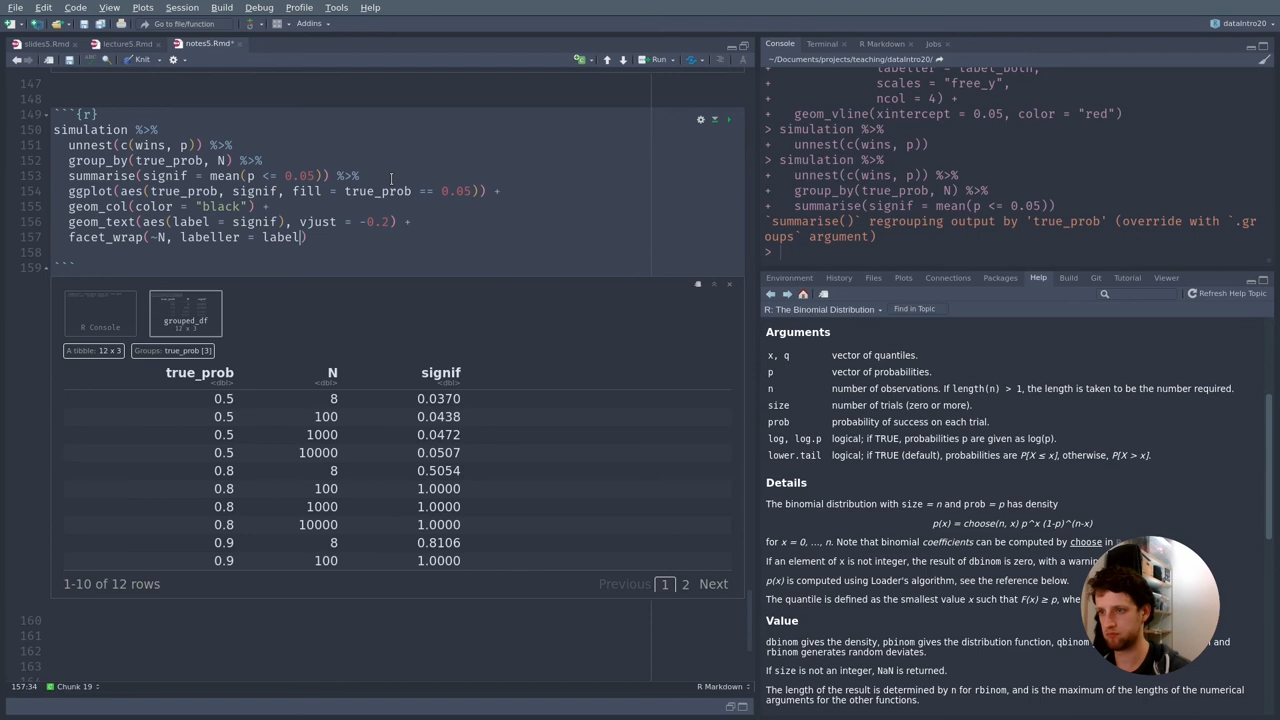 File Edit Code View Plots Session Build Debug Profile Tools Help
Go to file/function Addins dataIntro20
slides5.Rmd lecture5.Rmd notes5.Rmd*
Knit Run
147
148
149 ```{r}
150 simulation %>%
151 unnest(c(wins, p)) %>%
152 group_by(true_prob, N) %>%
153 summarise(signif = mean(p <= 0.05)) %>%
154 ggplot(aes(true_prob, signif, fill = true_prob == 0.05)) +
155 geom_col(color = "black") +
156 geom_text(aes(label = signif), vjust = -0.2) +
157 facet_wrap(~N, labeller = label)
158
159 ```
R Console
grouped_df
12 x 3
A tibble: 12 x 3 Groups: true_prob [3]
true_prob N signif
<dbl> <dbl> <dbl>
0.5 8 0.0370
0.5 100 0.0438
0.5 1000 0.0472
0.5 10000 0.0507
0.8 8 0.5054
0.8 100 1.0000
0.8 1000 1.0000
0.8 10000 1.0000
0.9 8 0.8106
0.9 100 1.0000
1-10 of 12 rows Previous 1 2 Next
160
161
162
163
157:34 Chunk 19 R Markdown
Console Terminal R Markdown Jobs
~/Documents/projects/teaching/dataIntro20/
+ labeller = label_both,
+ scales = "free_y",
+ ncol = 4) +
+ geom_vline(xintercept = 0.05, color = "red")
> simulation %>%
+ unnest(c(wins, p))
> simulation %>%
+ unnest(c(wins, p)) %>%
+ group_by(true_prob, N) %>%
+ summarise(signif = mean(p <= 0.05))
`summarise()` regrouping output by 'true_prob' (override with `.gr
oups` argument)
>
Environment History Files Plots Connections Packages Help Build Tutorial Viewer
Refresh Help Topic
R: The Binomial Distribution Find in Topic
Arguments
x, q vector of quantiles.
p vector of probabilities.
n number of observations. If length(n) > 1, the length is taken to be the number required.
size number of trials (zero or more).
prob probability of success on each trial.
log, log.p logical; if TRUE, probabilities p are given as log(p).
lower.tail logical; if TRUE (default), probabilities are P[X ≤ x], otherwise, P[X > x].
Details
The binomial distribution with size = n and prob = p has density
p(x) = choose(n, x) p^x (1-p)^(n-x)
for x = 0, ..., n. Note that binomial coefficients can be computed by choose in
If an element of x is not integer, the result of dbinom is zero, with a warning
p(x) is computed using Loader's algorithm, see the reference below.
The quantile is defined as the smallest value x such that F(x) ≥ p,
Value
dbinom gives the density, pbinom gives the distribution function, and
rbinom generates random deviates.
If size is not an integer, NaN is returned.
The length of the result is determined by n for rbinom, and is the maximum of the lengths of the numerical
arguments for the other functions.